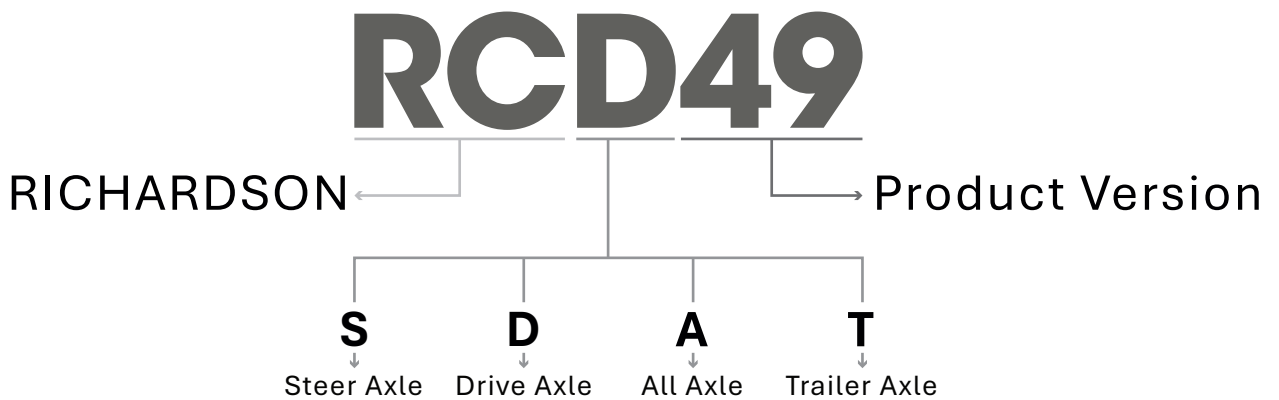 RCD49
RICHARDSON
Product Version
S
D
A
T
Steer Axle
Drive Axle
All Axle
Trailer Axle